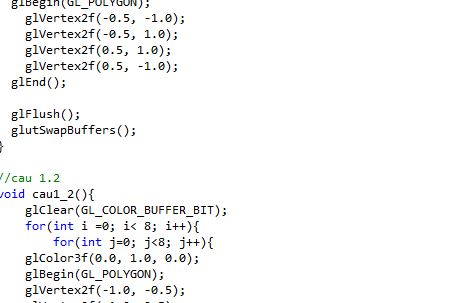 glBegin(GL_POLYGON);
glVertex2f(-0.5, -1.0);
glVertex2f(-0.5, 1.0);
glVertex2f(0.5, 1.0);
glVertex2f(0.5, -1.0);
glEnd();
glFlush();
glutSwapBuffers();
}
//cau 1.2
void cau1_2(){
glClear(GL_COLOR_BUFFER_BIT);
for(int i =0; i< 8; i++){
for(int j=0; j<8; j++){
glColor3f(0.0, 1.0, 0.0);
glBegin(GL_POLYGON);
glVertex2f(-1.0, -0.5);